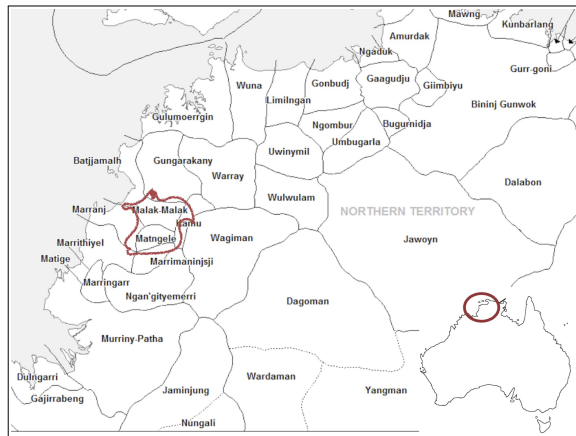 Mawng
Kunbarlang
Amurdak
Ngaduk
Gurr-goni
Wuna
Gonbudj
Gaagudju
Giimbiyu
Limilngan
Bininj Gunwok
Gulumoerrgin
Ngombur
Bugurnidja
Umbugarla
Uwinymil
Batjjamalh
Gungarakany
Warray
Dalabon
Wulwulam
Marranj
Malak-Malak
NORTHERN TERRITORY
Kamu
Matngele
Wagiman
Jawoyn
Marrithiyel
Marrimaninjsji
Matige
Marringarr
Ngan'gityemerri
Dagoman
Murriny-Patha
Dulngarri
Wardaman
Gajirrabeng
Jaminjung
Yangman
Nungali